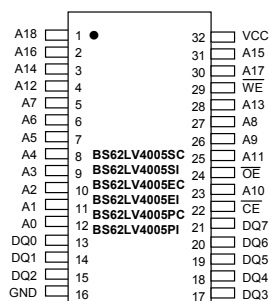 A18 1 32 VCC
A16 2 31 A15
A14 3 30 A17
A12 4 29 WE
A7 5 28 A13
A6 6 27 A8
A5 7 26 A9
A4 8 BS62LV4005SC 25 A11
A3 9 BS62LV4005SI 24 OE
A2 10 BS62LV4005EC 23 A10
A1 11 BS62LV4005EI 22 CE
A0 12 BS62LV4005PC 21 DQ7
DQ0 13 BS62LV4005PI 20 DQ6
DQ1 14 19 DQ5
DQ2 15 18 DQ4
GND 16 17 DQ3